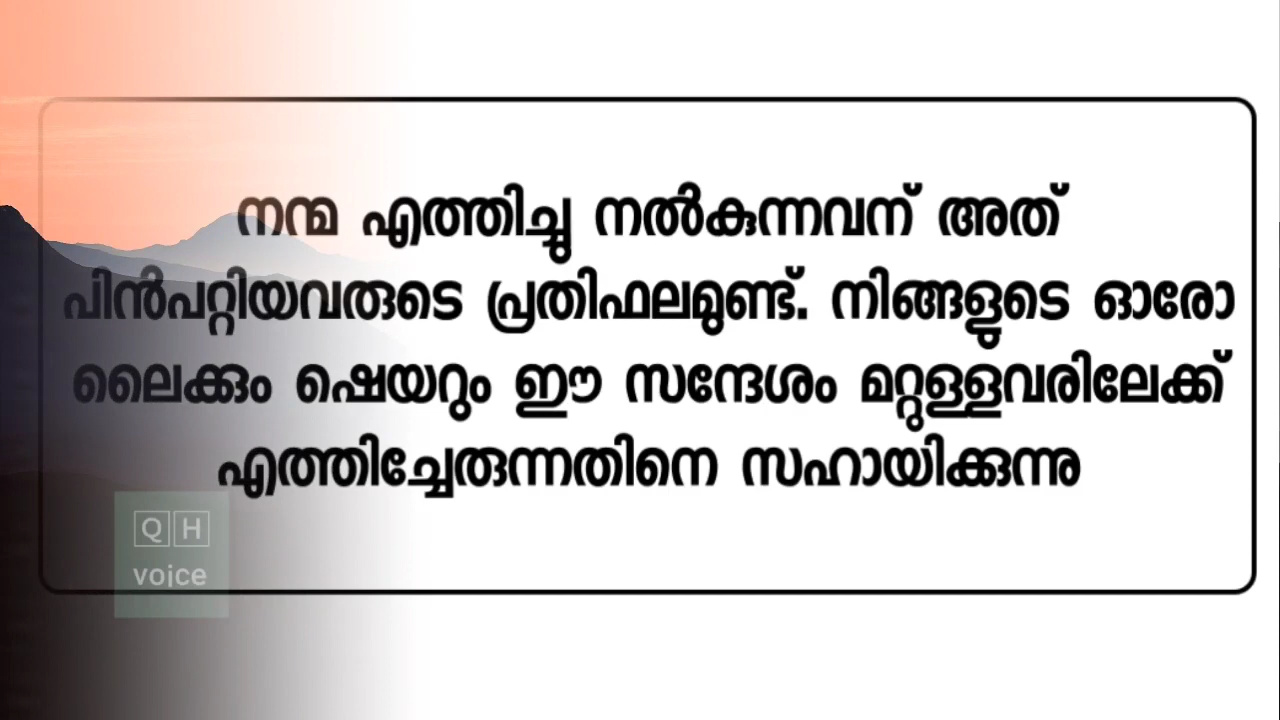 നന്മ എത്തിച്ചു നൽകുന്നവന് അത്
പിൻപറ്റിയവരുടെ പ്രതിഫലമുണ്ട്. നിങ്ങളുടെ ഓരോ
ലൈക്കും ഷെയറും ഈ സന്ദേശം മറ്റുള്ളവരിലേക്ക്
എത്തിച്ചേരുന്നതിനെ സഹായിക്കുന്നു
QH
voice